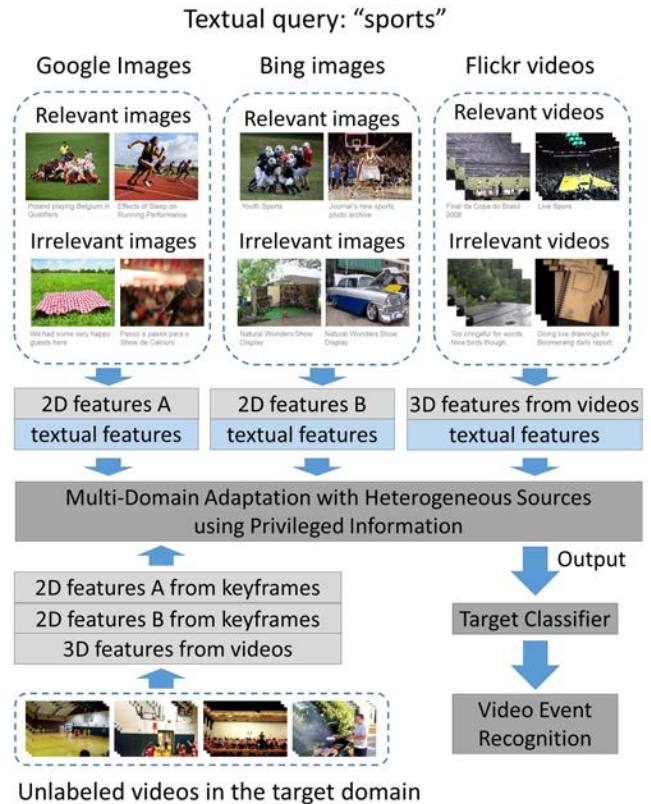 Textual query: “sports”
Google Images
Bing images
Flickr videos
Relevant images
Relevant images
Relevant videos
Poland playing Belgium in
Qualifiers
Effects of Sleep on
Running Performance
Youth Sports
Journal's new sports
photo archive
Final da Copa do Brasil
2008
Live Spurs
Irrelevant images
Irrelevant images
Irrelevant videos
We had some very happy
guests here
Passo a passo para o
Show de Calouro
Natural Wonders Show
Display
Natural Wonders Show
Display
Too cringeful for words.
Nice birds though.
Doing live drawings for
Boomerang daily report.
2D features A
textual features
2D features B
textual features
3D features from videos
textual features
Multi-Domain Adaptation with Heterogeneous Sources
using Privileged Information
Output
2D features A from keyframes
2D features B from keyframes
3D features from videos
Target Classifier
Video Event
Recognition
Unlabeled videos in the target domain